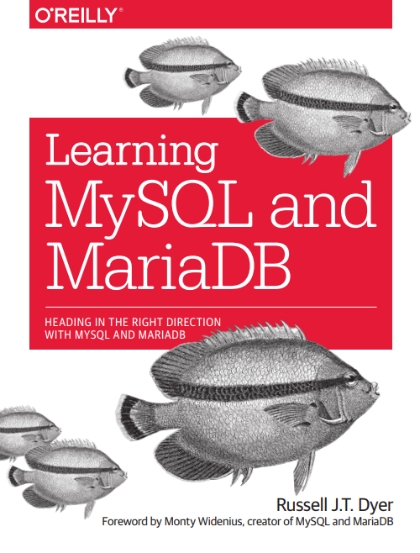 O'REILLY®
Learning
MySQL and
MariaDB
HEADING IN THE RIGHT DIRECTION
WITH MYSQL AND MARIADB
Russell J.T. Dyer
Foreword by Monty Widenius, creator of MySQL and MariaDB